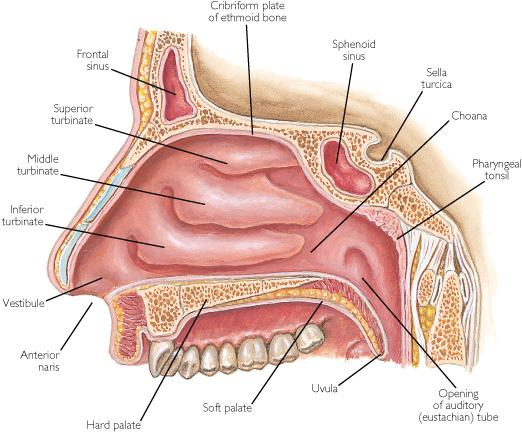 Cribriform plate
of ethmoid bone
Frontal
sinus
Sphenoid
sinus
Sella
turcica
Superior
turbinate
Choana
Middle
turbinate
Pharyngeal
tonsil
Inferior
turbinate
Vestibule
Anterior
naris
Uvula
Opening
of auditory
(eustachian) tube
Soft palate
Hard palate